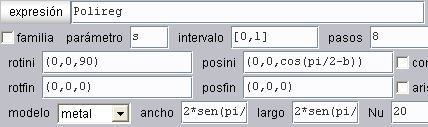 expresión Polireg
familia parámetro s intervalo [0,1] pasos 8
rotini (0,0,90) posini (0,0,cos(pi/2-b))
rotfin (0,0,0) posfin (0,0,0)
modelo metal ancho 2*sen(pi/ largo 2*sen(pi/ Nu 20